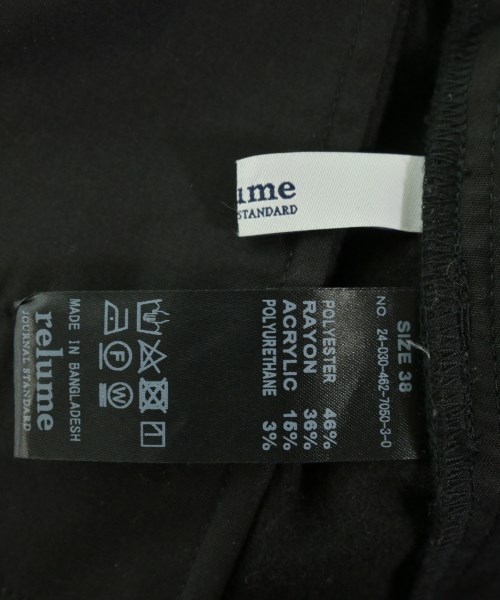 ume
STANDARD
SIZE 38
NO. 24-030-462-7050-3-0
POLYESTER 46%
RAYON 36%
ACRYLIC 15%
POLYURETHANE 3%
F W
MADE IN BANGLADESH
relume
JOURNAL STANDARD